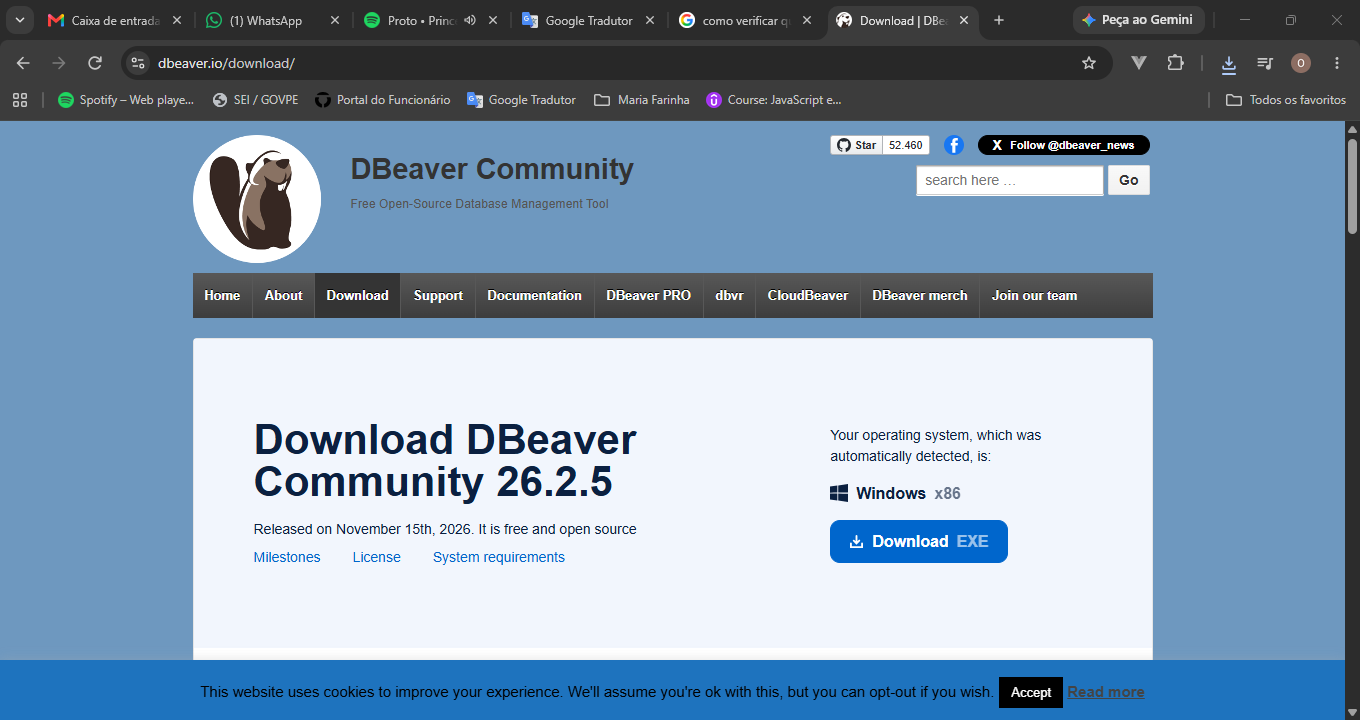 Caixa de entrada
(1) WhatsApp
Proto • Princ
Google Tradutor
como verificar q
Download | DBe
Peça ao Gemini
dbeaver.io/download/
O
Spotify – Web playe...
SEI / GOVPE
Portal do Funcionário
Google Tradutor
Maria Farinha
Course: JavaScript e...
Todos os favoritos
Star 52.460
X Follow @dbeaver_news
DBeaver Community
Free Open-Source Database Management Tool
search here …
Go
Home
About
Download
Support
Documentation
DBeaver PRO
dbvr
CloudBeaver
DBeaver merch
Join our team
Download DBeaver
Community 26.2.5
Released on November 15th, 2026. It is free and open source
Milestones
License
System requirements
Your operating system, which was
automatically detected, is:
Windows x86
Download EXE
This website uses cookies to improve your experience. We'll assume you're ok with this, but you can opt-out if you wish.
Accept
Read more